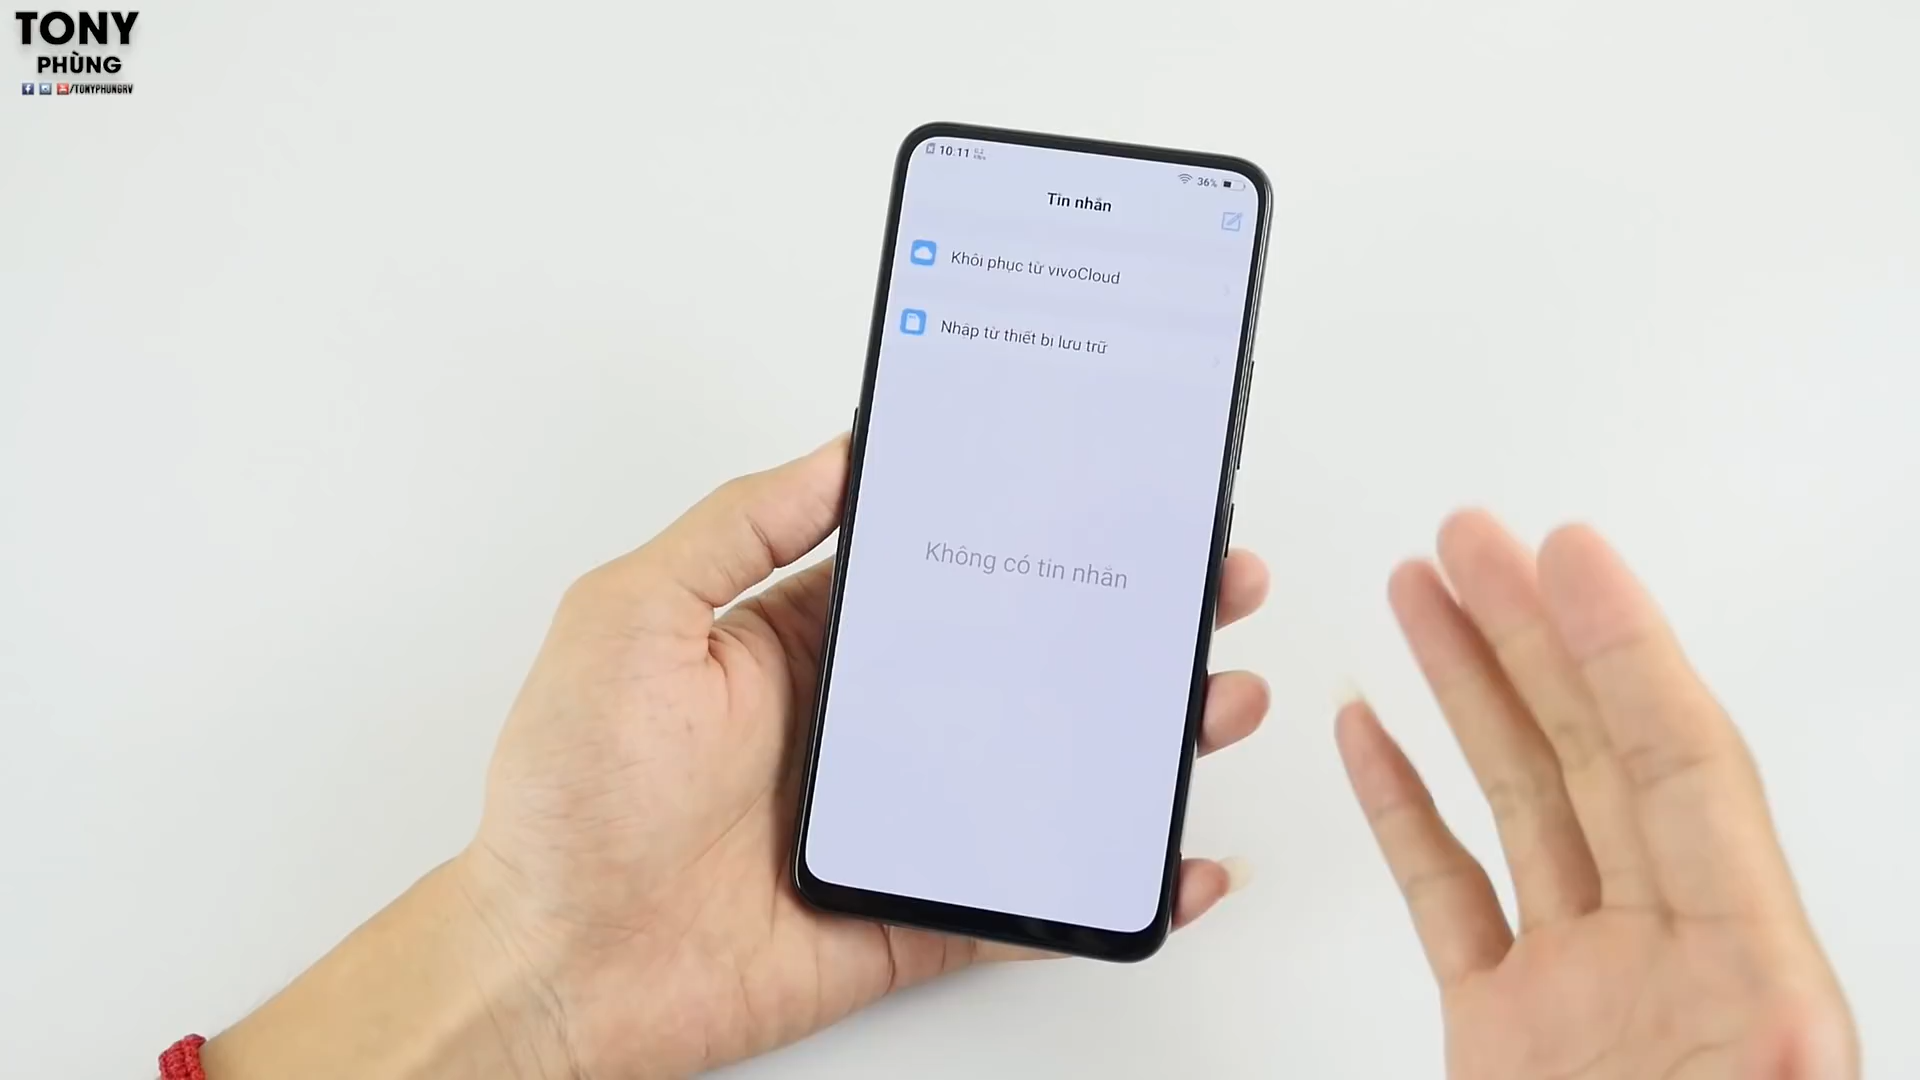 TONY
PHÙNG
/TONYPHUNGRV
10.11
36%
Tin nhắn
Khôi phục từ vivoCloud
Nhập từ thiết bị lưu trữ
Không có tin nhắn